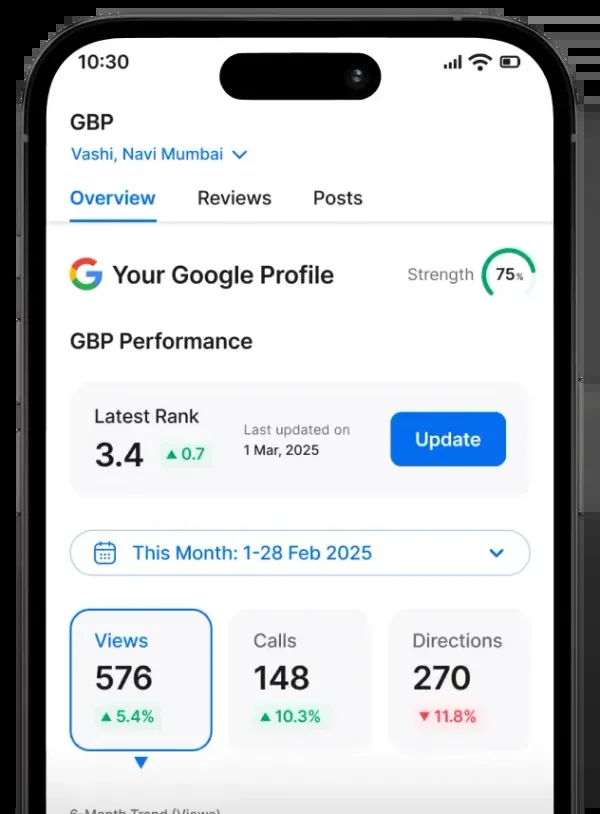 10:30
GBP
Vashi, Navi Mumbai
Overview Reviews Posts
Your Google Profile Strength 75%
GBP Performance
Latest Rank
3.4 ▲ 0.7
Last updated on
1 Mar, 2025
Update
This Month: 1-28 Feb 2025
Views
576
▲ 5.4%
Calls
148
▲ 10.3%
Directions
270
▼ 11.8%
6-Month Trend (Views)